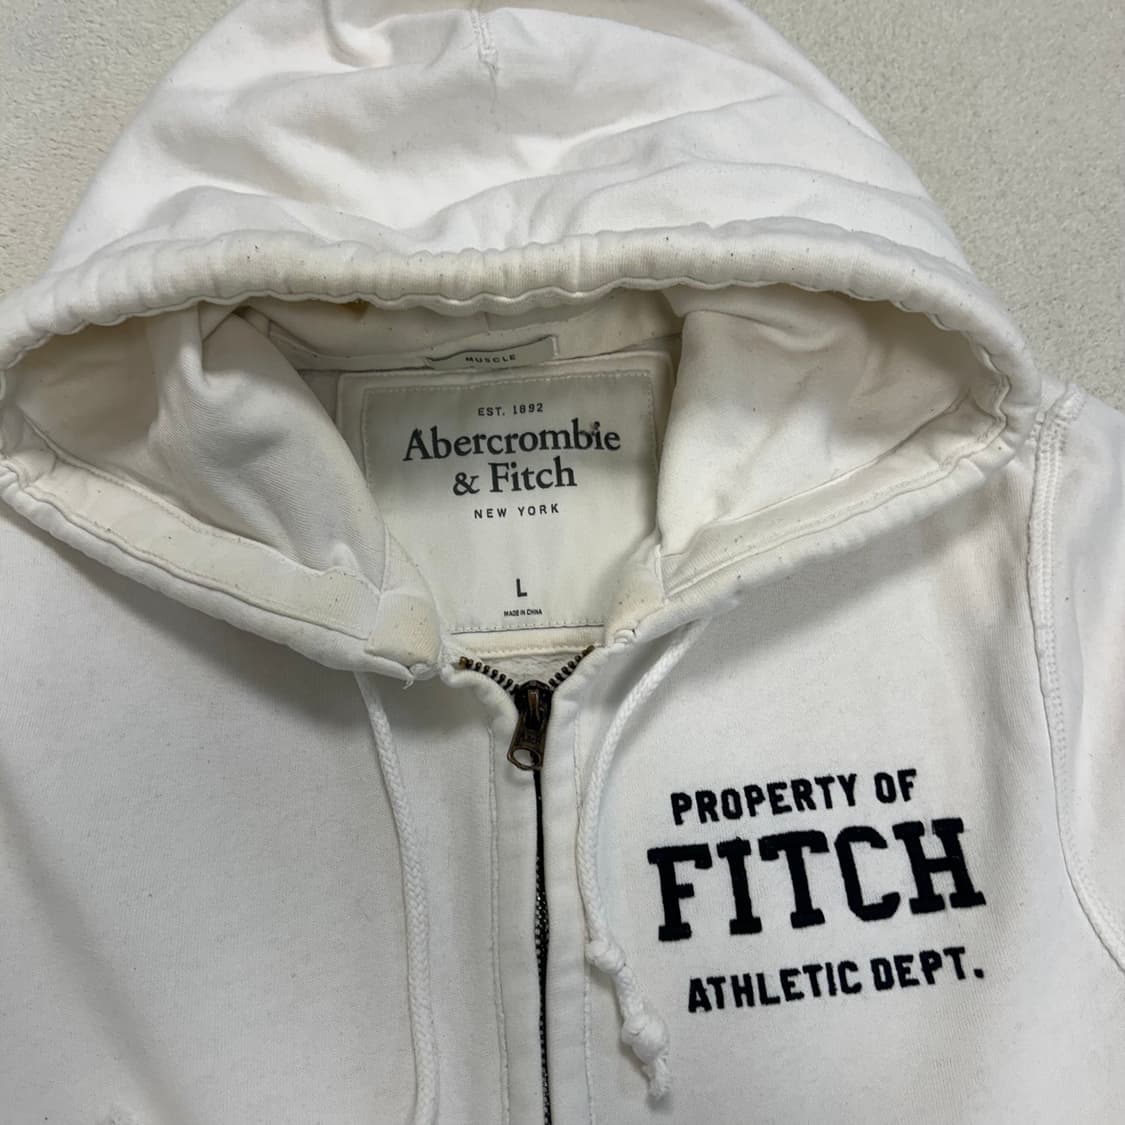 MUSCLE
EST. 1892
Abercrombie
& Fitch
NEW YORK
L
MADE IN CHINA
PROPERTY OF
FITCH
ATHLETIC DEPT.